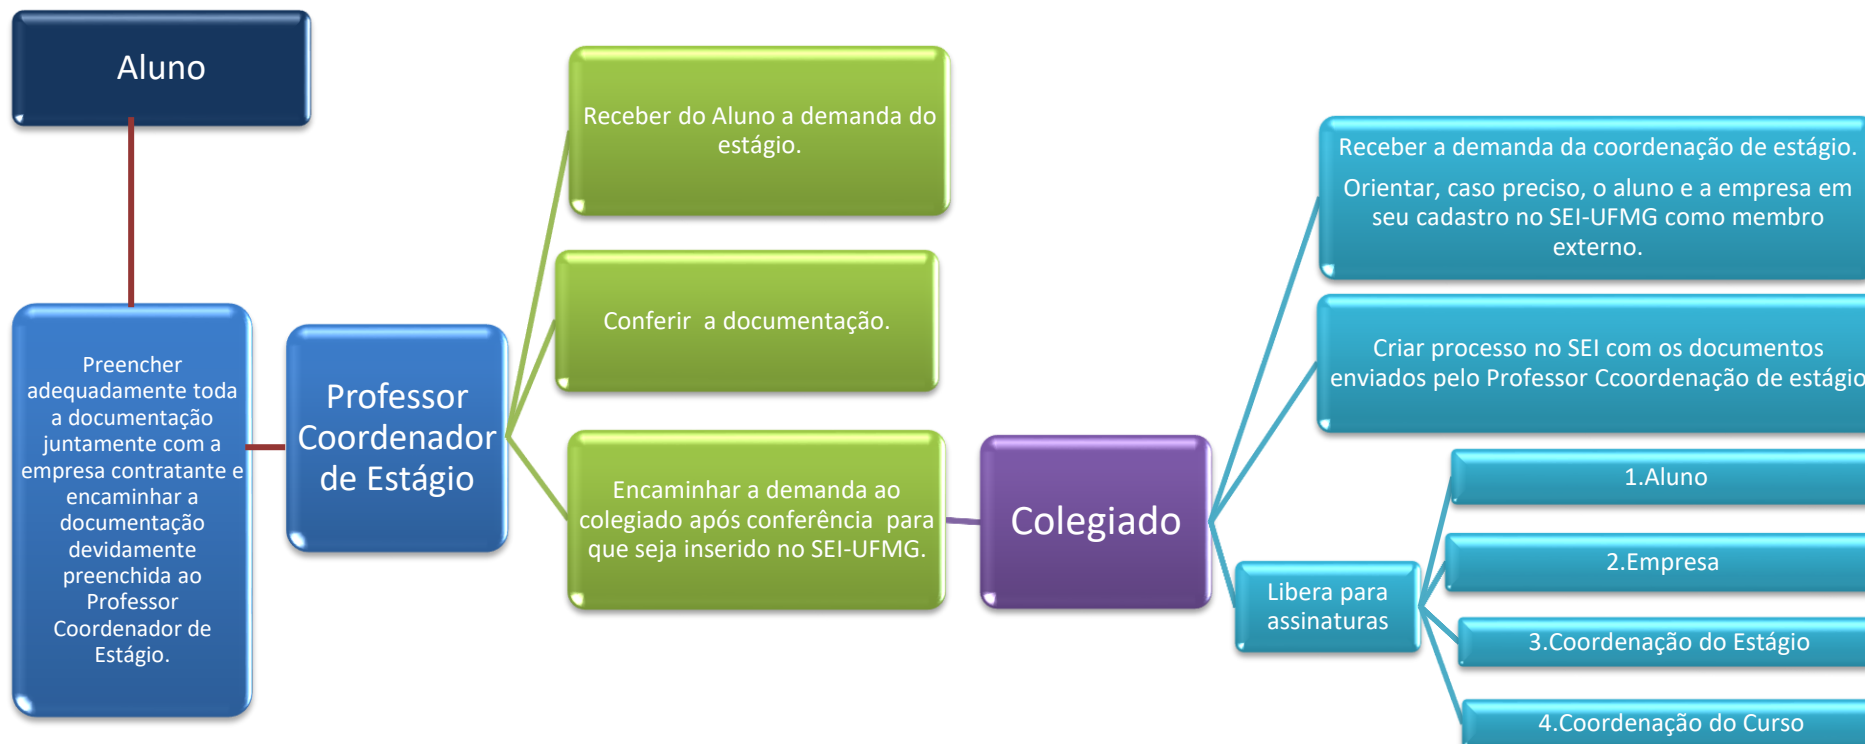 Aluno
Preencher
adequadamente toda
a documentação
juntamente com a
empresa contratante e
encaminhar a
documentação
devidamente
preenchida ao
Professor
Coordenador de
Estágio.
Professor
Coordenador
de Estágio
Receber do Aluno a demanda do
estágio.
Conferir a documentação.
Encaminhar a demanda ao
colegiado após conferência para
que seja inserido no SEI-UFMG.
Colegiado
Receber a demanda da coordenação de estágio.
Orientar, caso preciso, o aluno e a empresa em
seu cadastro no SEI-UFMG como membro
externo.
Criar processo no SEI com os documentos
enviados pelo Professor Ccoordenação de estágio
Libera para
assinaturas
1.Aluno
2.Empresa
3.Coordenação do Estágio
4.Coordenação do Curso